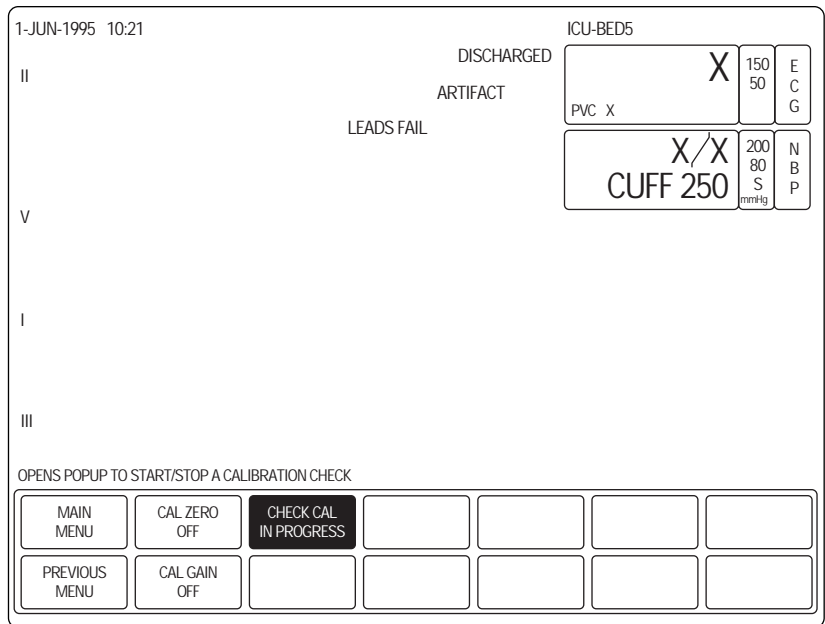 1-JUN-1995 10:21
ICU-BED5
DISCHARGED
II
ARTIFACT
LEADS FAIL
X
PVC X
150
50
E
C
G
X/X
CUFF 250
200
80
S
mmHg
N
B
P
V
I
III
OPENS POPUP TO START/STOP A CALIBRATION CHECK
MAIN
MENU
CAL ZERO
OFF
CHECK CAL
IN PROGRESS
PREVIOUS
MENU
CAL GAIN
OFF